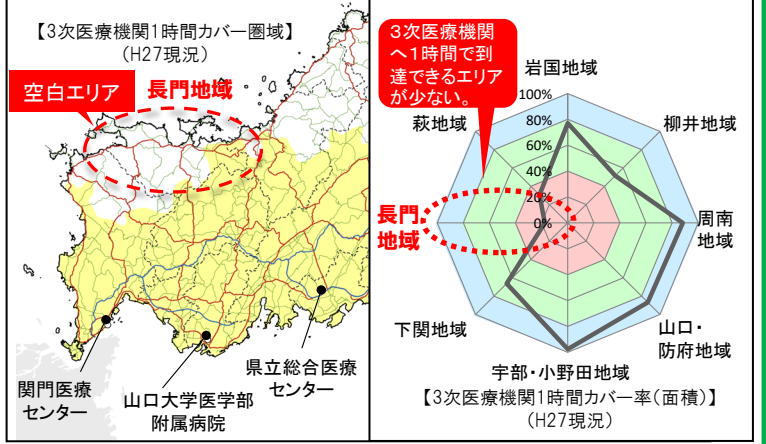 【3次医療機関1時間カバー圏域】
(H27現況)
空白エリア
長門地域
関門医療
センター
山口大学医学部
附属病院
県立総合医療
センター
3次医療機関
へ1時間で到
達できるエリア
が少ない。
岩国地域
萩地域
柳井地域
長門
地域
周南
地域
下関地域
山口・
防府地域
宇部・小野田地域
100%
80%
60%
40%
20%
0%
【3次医療機関1時間カバー率(面積)】
(H27現況)